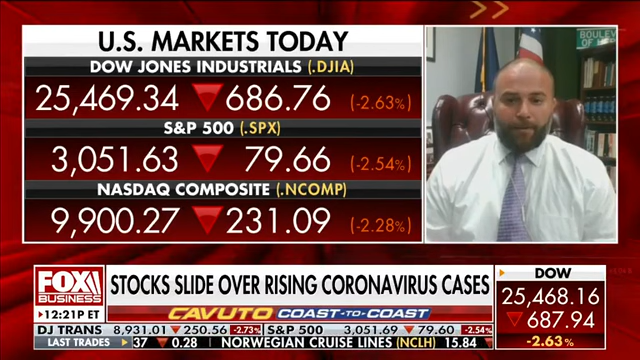 U.S. MARKETS TODAY
DOW JONES INDUSTRIALS (.DJIA)
25,469.34 ▼ 686.76 (-2.63%)
S&P 500 (.SPX)
3,051.63 ▼ 79.66 (-2.54%)
NASDAQ COMPOSITE (.NCOMP)
9,900.27 ▼ 231.09 (-2.28%)
BOULEV
FOX
BUSINESS
12:21P ET
STOCKS SLIDE OVER RISING CORONAVIRUS CASES
CAVUTO COAST-TO-COAST
DOW
25,468.16
▼ 687.94
-2.63%
DJ TRANS 8,931.01 ▼ 250.56 -2.73% S&P 500 3,051.69 ▼ 79.60 -2.54%
LAST TRADES 37 ▼ 0.28 NORWEGIAN CRUISE LINES (NCLH) 15.84